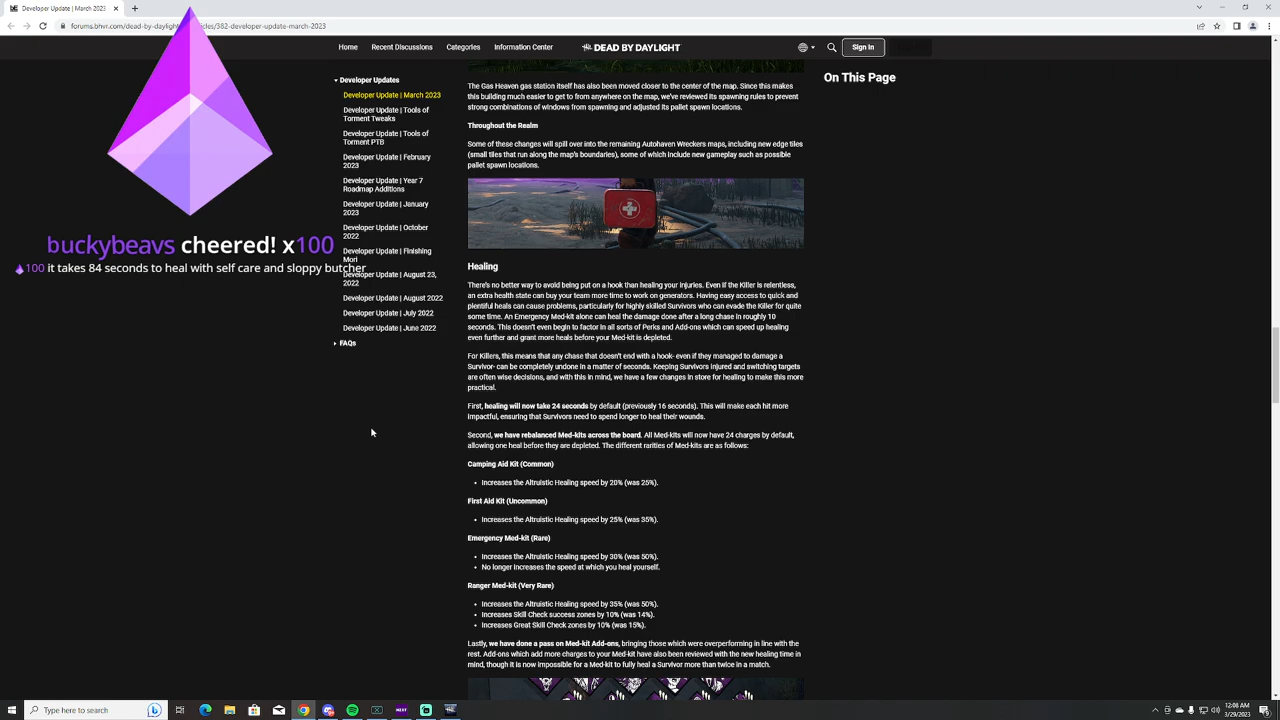 Developer Update | March 2023
forums.bhvr.com/dead-by-daylight
cles/382-developer-update-march-2023
Home
Recent Discussions
Categories
Information Center
DEAD BY DAYLIGHT
Sign In
Developer Updates
Developer Update | March 2023
Developer Update | Tools of
Torment Tweaks
Developer Update | Tools of
Torment PTB
Developer Update | February
2023
Developer Update | Year 7
Roadmap Additions
Developer Update | January
2023
Developer Update | October
2022
Developer Update | Finishing
Mori
Developer Update | August 23,
2022
Developer Update | August 2022
Developer Update | July 2022
Developer Update | June 2022
FAQs
buckybeavs cheered! x100
100 it takes 84 seconds to heal with self care and sloppy butcher
The Gas Heaven gas station itself has also been moved closer to the center of the map. Since this makes
this building much easier to get to from anywhere on the map, we've reviewed its spawning rules to prevent
strong combinations of windows from spawning and adjusted its pallet spawn locations.
Throughout the Realm
Some of these changes will spill over into the remaining Autohaven Wreckers maps, including new edge tiles
(small tiles that run along the map's boundaries), some of which include new gameplay such as possible
pallet spawn locations.
Healing
There's no better way to avoid being put on a hook than healing your injuries. Even if the Killer is relentless,
an extra health state can buy your team more time to work on generators. Having easy access to quick and
plentiful heals can cause problems, particularly for highly skilled Survivors who can evade the Killer for quite
some time. An Emergency Med-kit alone can heal the damage done after a long chase in roughly 10
seconds. This doesn't even begin to factor in all sorts of Perks and Add-ons which can speed up healing
even further and grant more heals before your Med-kit is depleted.
For Killers, this means that any chase that doesn't end with a hook- even if they managed to damage a
Survivor- can be completely undone in a matter of seconds. Keeping Survivors injured and switching targets
are often wise decisions, and with this in mind, we have a few changes in store for healing to make this more
practical.
First, healing will now take 24 seconds by default (previously 16 seconds). This will make each hit more
impactful, ensuring that Survivors need to spend longer to heal their wounds.
Second, we have rebalanced Med-kits across the board. All Med-kits will now have 24 charges by default,
allowing one heal before they are depleted. The different rarities of Med-kits are as follows:
Camping Aid Kit (Common)
• Increases the Altruistic Healing speed by 20% (was 25%).
First Aid Kit (Uncommon)
• Increases the Altruistic Healing speed by 25% (was 35%).
Emergency Med-kit (Rare)
• Increases the Altruistic Healing speed by 30% (was 50%).
• No longer increases the speed at which you heal yourself.
Ranger Med-kit (Very Rare)
• Increases the Altruistic Healing speed by 35% (was 50%).
• Increases Skill Check success zones by 10% (was 14%).
• Increases Great Skill Check zones by 10% (was 15%).
Lastly, we have done a pass on Med-kit Add-ons, bringing those which were overperforming in line with the
rest. Add-ons which add more charges to your Med-kit have also been reviewed with the new healing time in
mind, though it is now impossible for a Med-kit to fully heal a Survivor more than twice in a match.
On This Page
Type here to search
NEXT
12:06 AM
3/29/2023